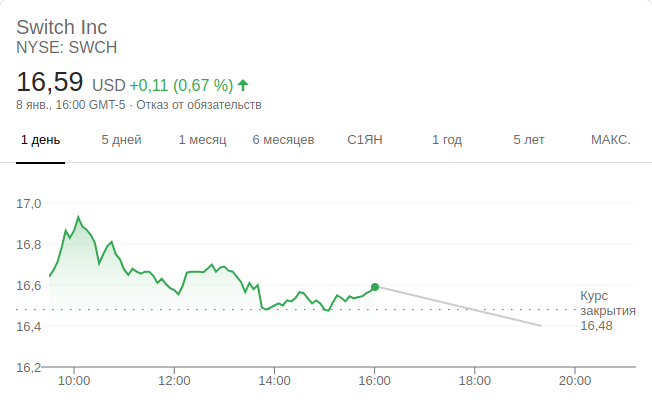 Switch Inc
NYSE: SWCH
16,59 USD +0,11 (0,67 %)
8 янв., 16:00 GMT-5 · Отказ от обязательств
1 день 5 дней 1 месяц 6 месяцев С1ЯН 1 год 5 лет МАКС.
17,0
16,8
16,6
16,4
16,2
Курс
закрытия
16,48
10:00 12:00 14:00 16:00 18:00 20:00